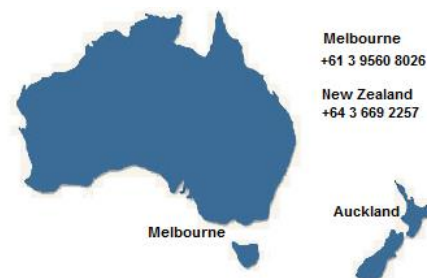 Melbourne
+61 3 9560 8026
New Zealand
+64 3 669 2257
Auckland
Melbourne